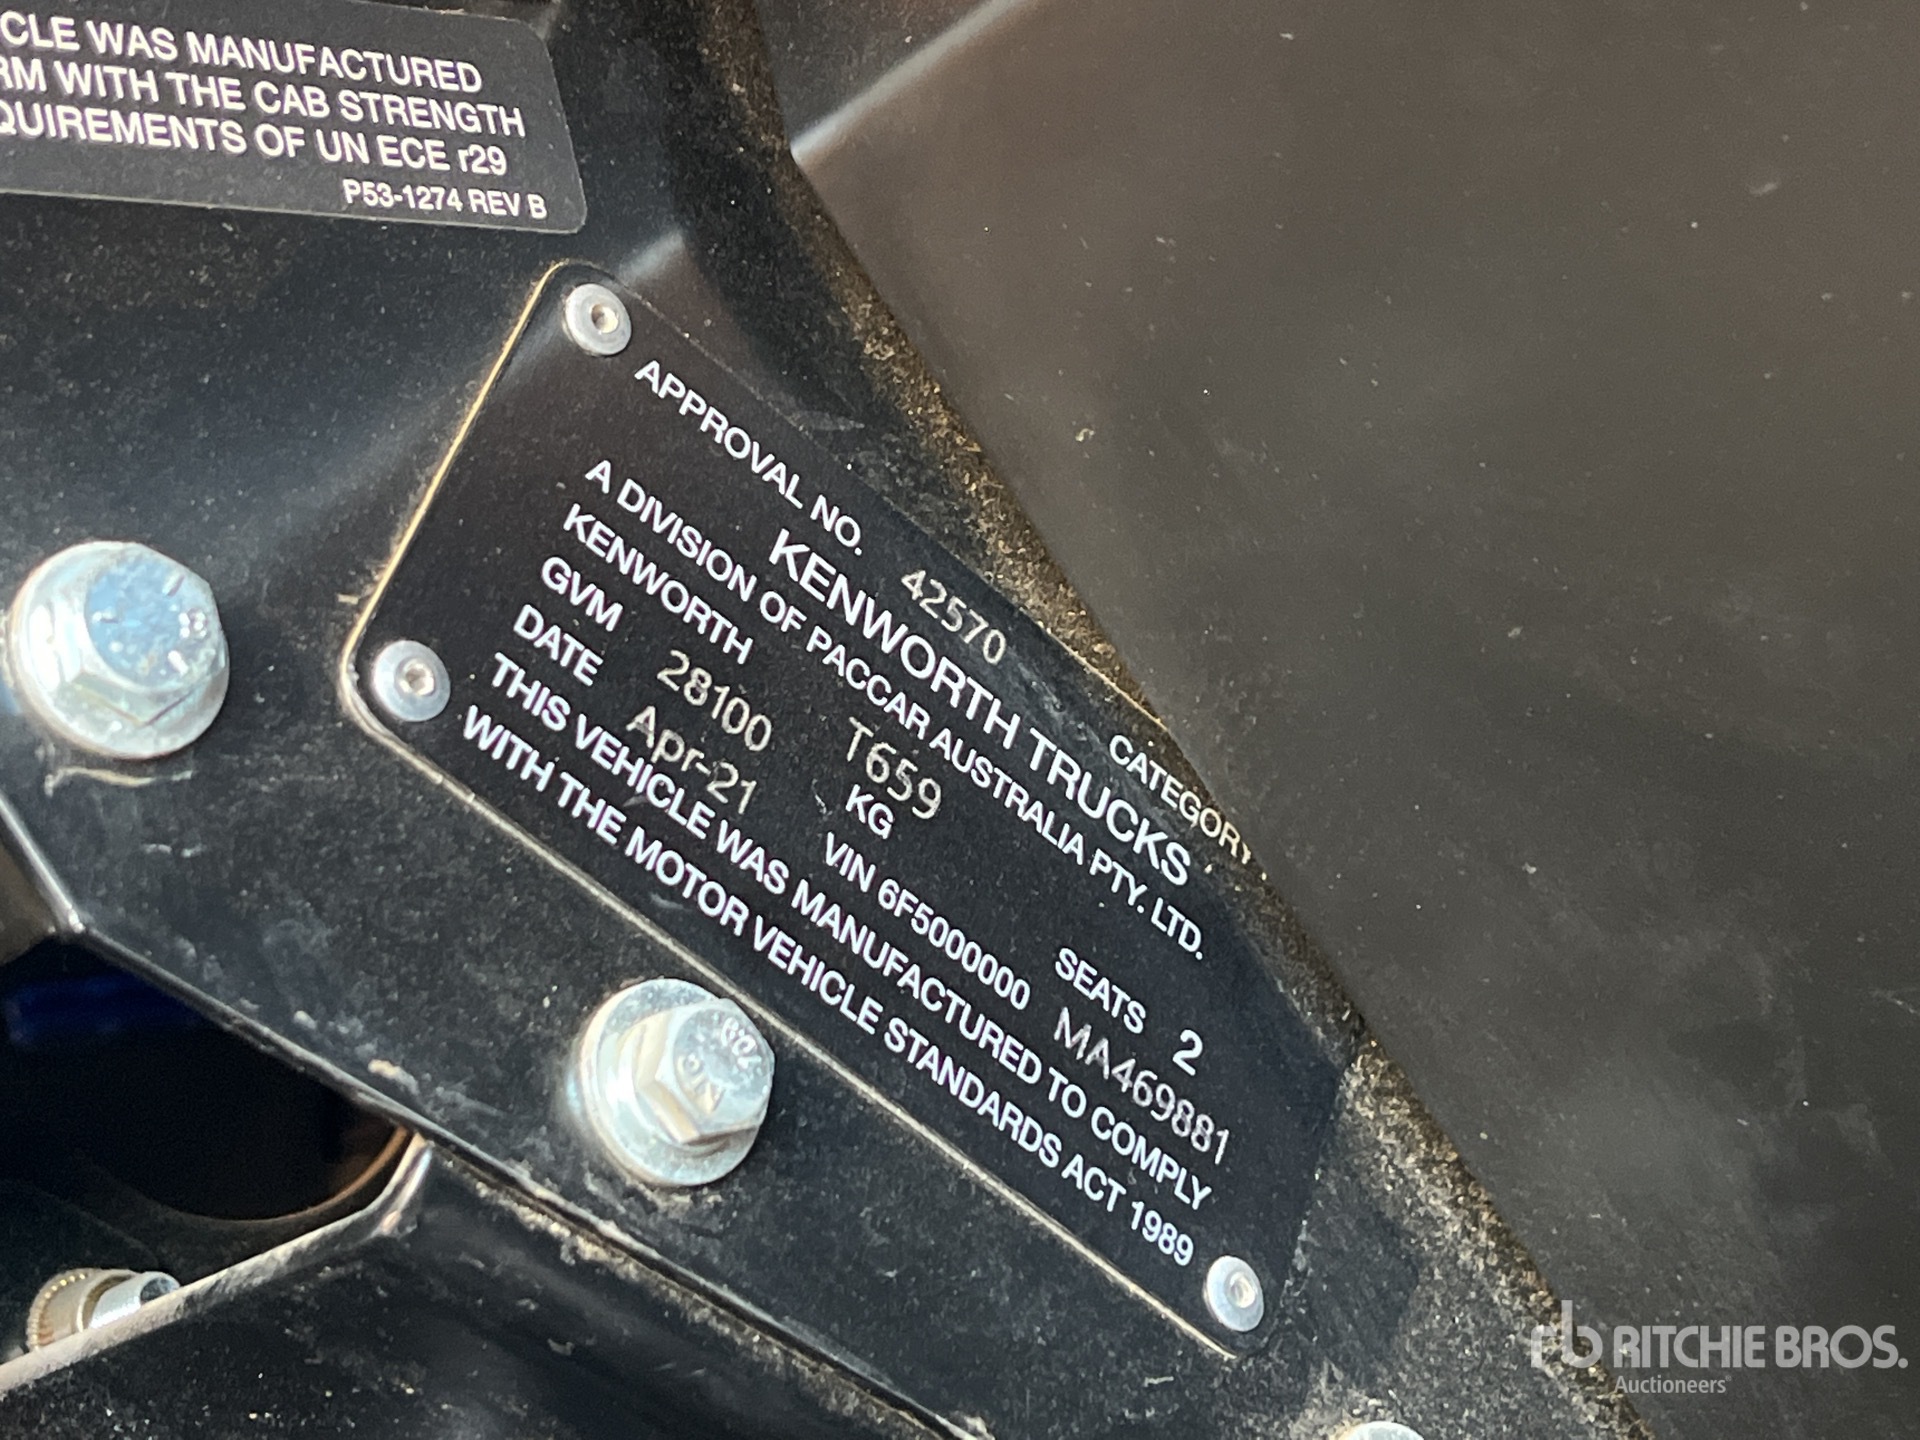 CLE WAS MANUFACTURED
RM WITH THE CAB STRENGTH
QUIREMENTS OF UN ECE r29
P53-1274 REV B
APPROVAL NO. 42570 CATEGORY
KENWORTH TRUCKS
A DIVISION OF PACCAR AUSTRALIA PTY. LTD.
KENWORTH T659 SEATS 2
GVM 28100 KG
DATE Apr-21 VIN 6F5000000 MA469881
THIS VEHICLE WAS MANUFACTURED TO COMPLY
WITH THE MOTOR VEHICLE STANDARDS ACT 1989
rb RITCHIE BROS.
Auctioneers